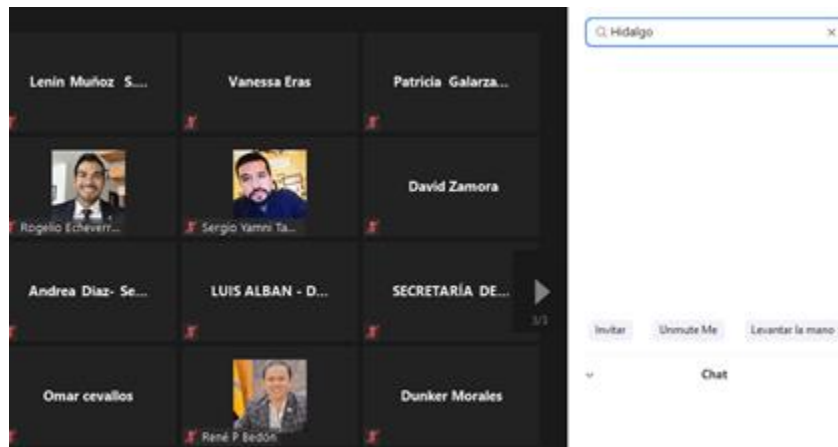 Lenin Muñoz S....
Vanessa Eras
Patricia Galarza...
Rogelio Echeverr...
Sergio Yamni Ta...
David Zamora
Andrea Diaz- Se...
LUIS ALBAN - D...
SECRETARÍA DE...
3/3
Omar cevallos
René P Bedón
Dunker Morales
Hidalgo
Invitar
Unmute Me
Levantar la mano
Chat